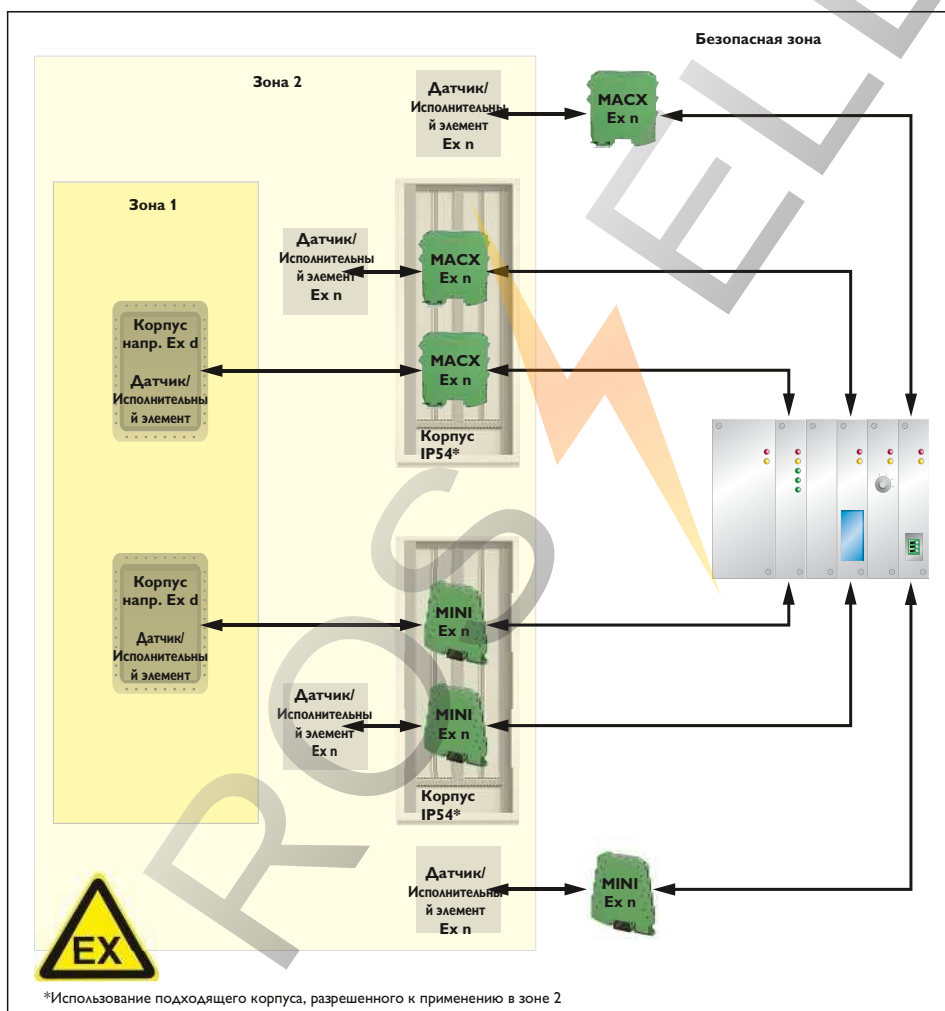 Безопасная зона
Зона 2
Датчик/
Исполнительны
й элемент
Ex n
MACX
Ex n
Зона 1
Датчик/
Исполнительны
й элемент
Ex n
MACX
Ex n
Корпус
напр. Ex d
Датчик/
Исполнительны
й элемент
MACX
Ex n
Корпус
IP54*
Корпус
напр. Ex d
Датчик/
Исполнительны
й элемент
MINI
Ex n
Датчик/
Исполнительны
й элемент
Ex n
MINI
Ex n
Корпус
IP54*
Датчик/
Исполнительны
й элемент
Ex n
MINI
Ex n
EX
*Использование подходящего корпуса, разрешенного к применению в зоне 2
ROS
EL